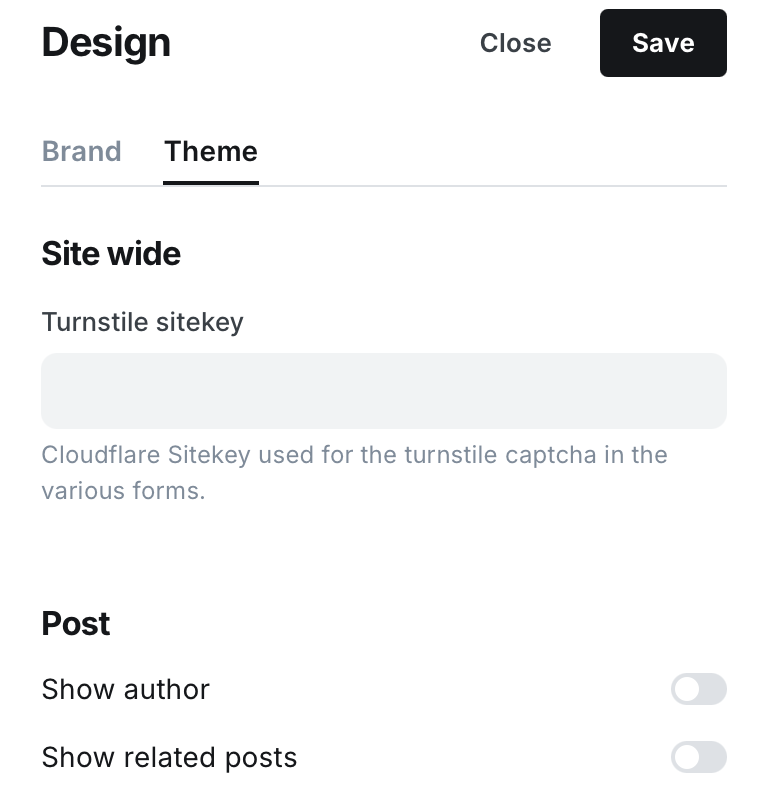 Design
Close
Save
Brand
Theme
Site wide
Turnstile sitekey
Cloudflare Sitekey used for the turnstile captcha in the
various forms.
Post
Show author
Show related posts